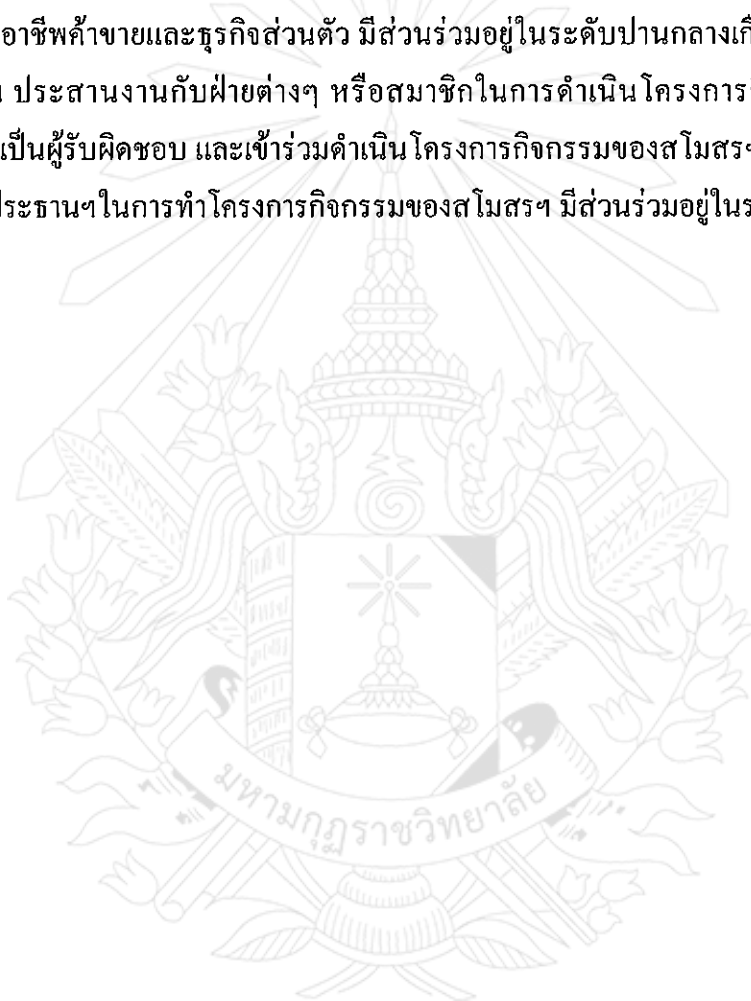 อาชีพค้าขายและธุรกิจส่วนตัว มีส่วนร่วมอยู่ในระดับปานกลาง
ประสานงานกับฝ่ายต่างๆ หรือสมาชิกในการดำเนินโครงการ
เป็นผู้รับผิดชอบ และเข้าร่วมดำเนินโครงการกิจกรรมของสโมสรฯ
ประธานฯในการทำโครงการกิจกรรมของสโมสรฯ มีส่วนร่วมอยู่ใน
มหามกุฏราชวิทยาลัย